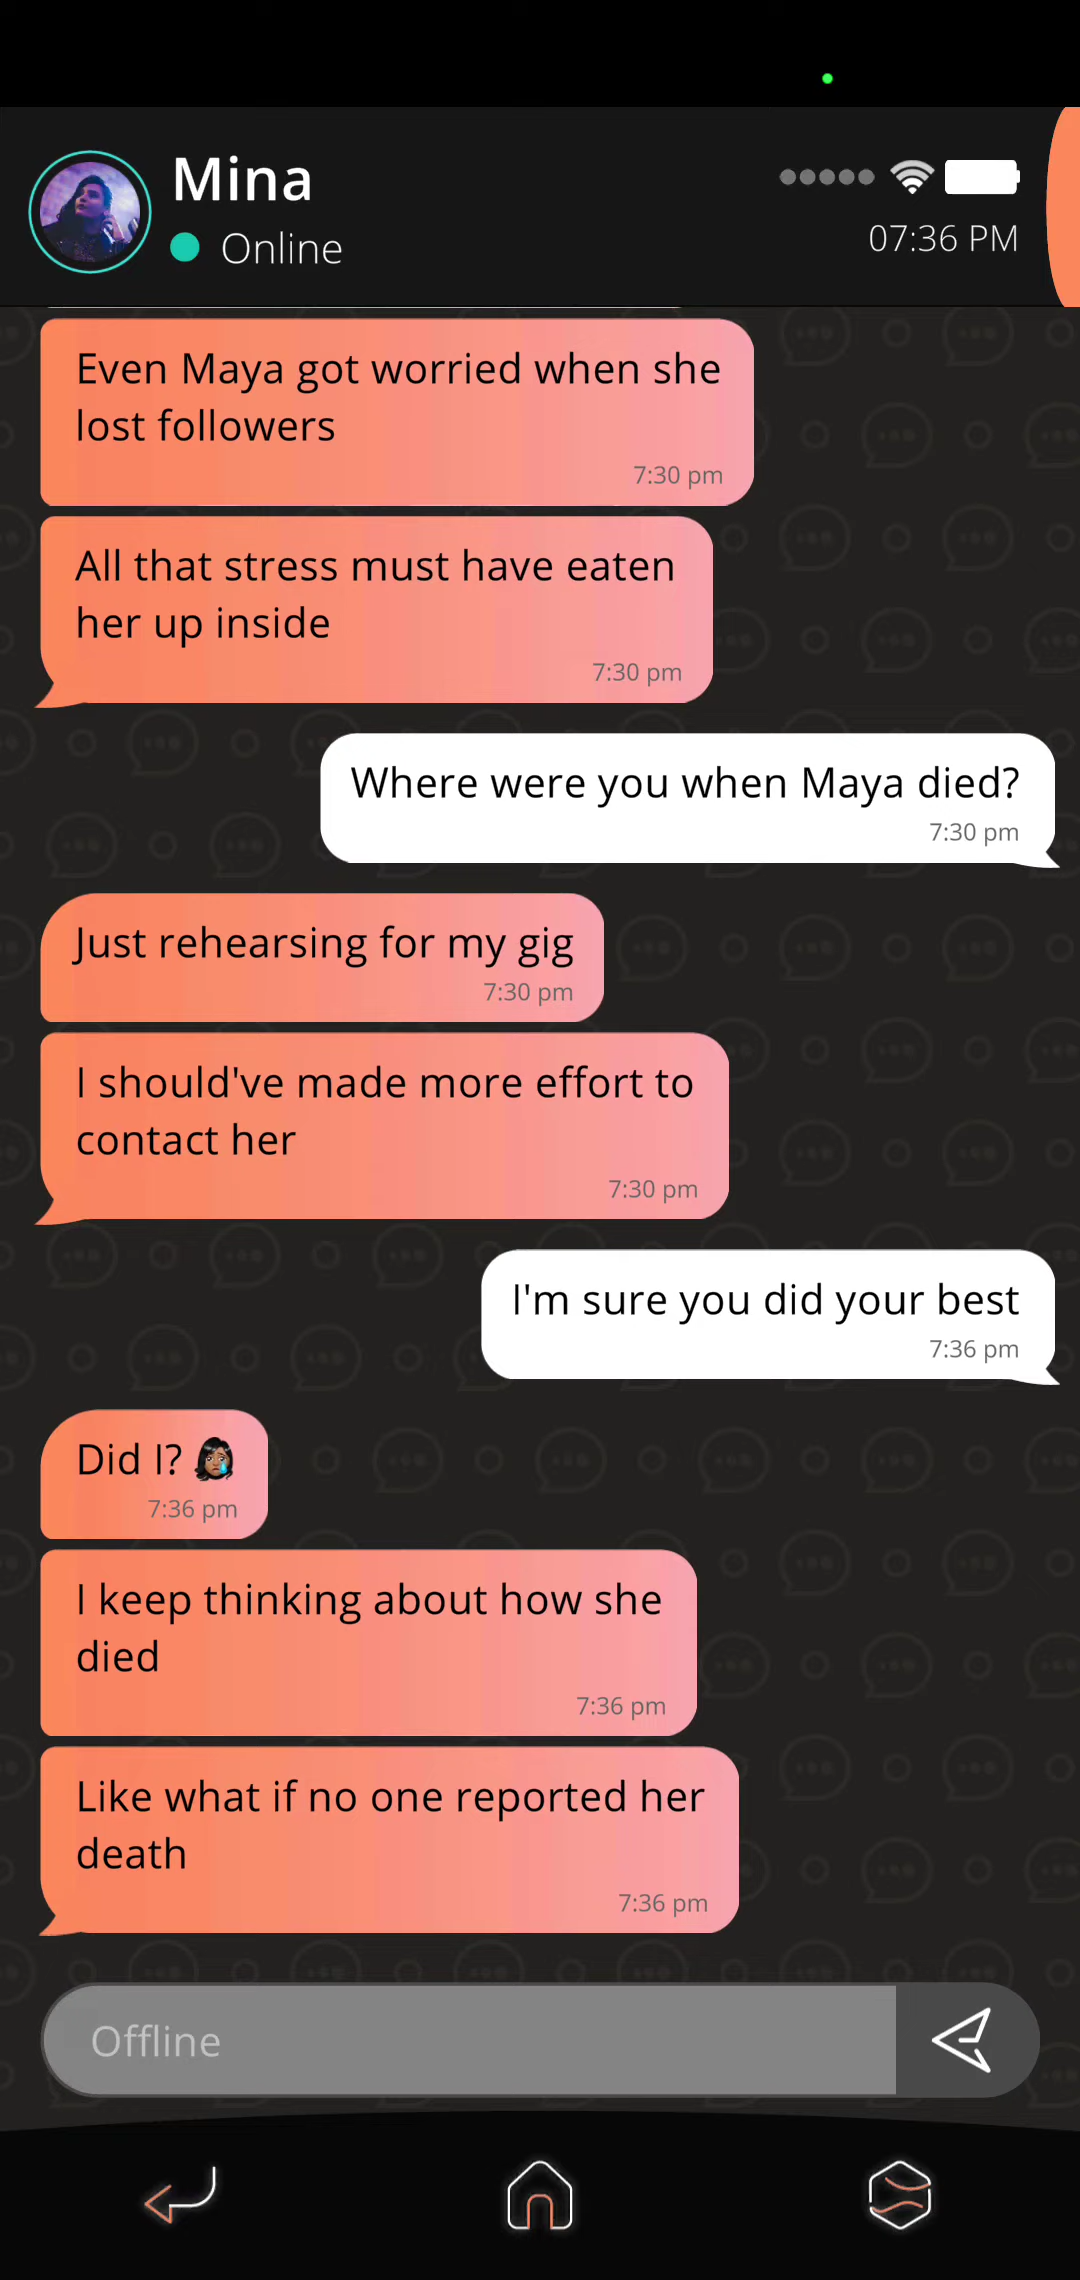 Mina
Online
07:36 PM
Even Maya got worried when she
lost followers
7:30 pm
All that stress must have eaten
her up inside
7:30 pm
Where were you when Maya died?
7:30 pm
Just rehearsing for my gig
7:30 pm
I should've made more effort to
contact her
7:30 pm
I'm sure you did your best
7:36 pm
Did I?
7:36 pm
I keep thinking about how she
died
7:36 pm
Like what if no one reported her
death
7:36 pm
Offline